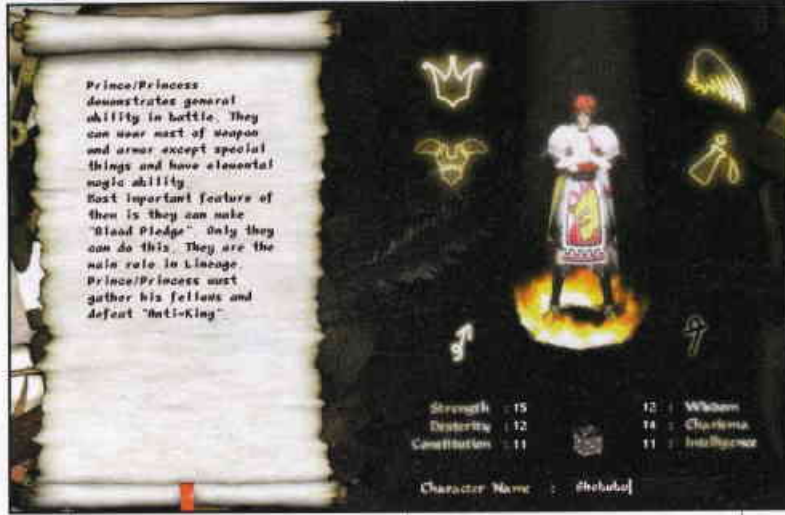 Prince/Princess
demonstrates general
ability in battle. They
can wear most of weapon
and armor except special
things and have elemental
magic ability
Most important feature of
them is they can make
"Blood Pledge". Only they
can do this. They are the
main role in Lineage
Prince/Princess must
gather his fellows and
defeat "Anti-King".
Strength : 15
Dexterity : 12
Constitution : 11
12 : Wisdom
14 : Charisma
11 : Intelligence
Character Name :